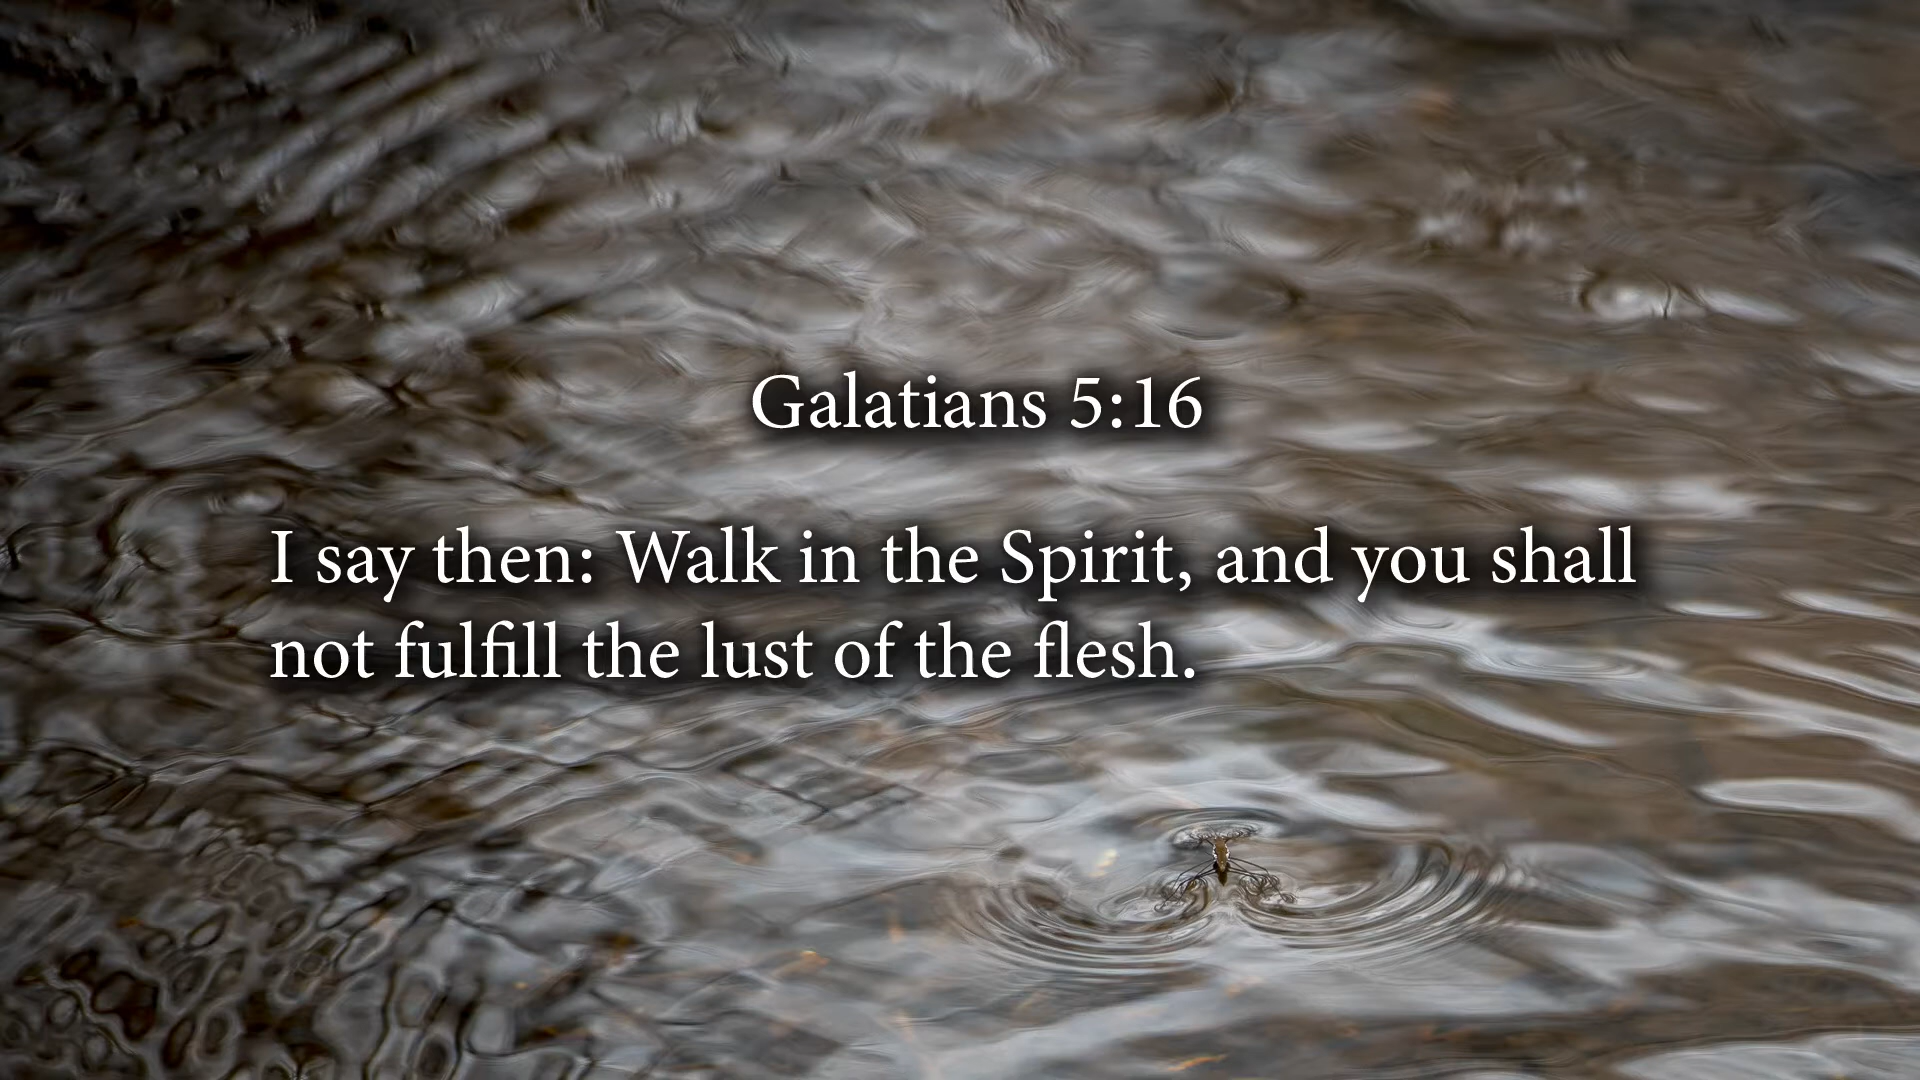 Galatians 5:16
I say then: Walk in the Spirit, and you shall
not fulfill the lust of the flesh.